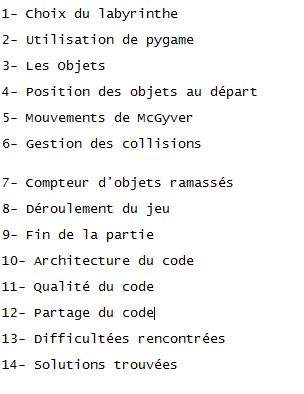 1- Choix du labyrinthe
2- Utilisation de pygame
3- Les Objets
4- Position des objets au départ
5- Mouvements de McGyver
6- Gestion des collisions
7- Compteur d'objets ramassés
8- Déroulement du jeu
9- Fin de la partie
10- Architecture du code
11- Qualité du code
12- Partage du code
13- Difficultées rencontrées
14- Solutions trouvées